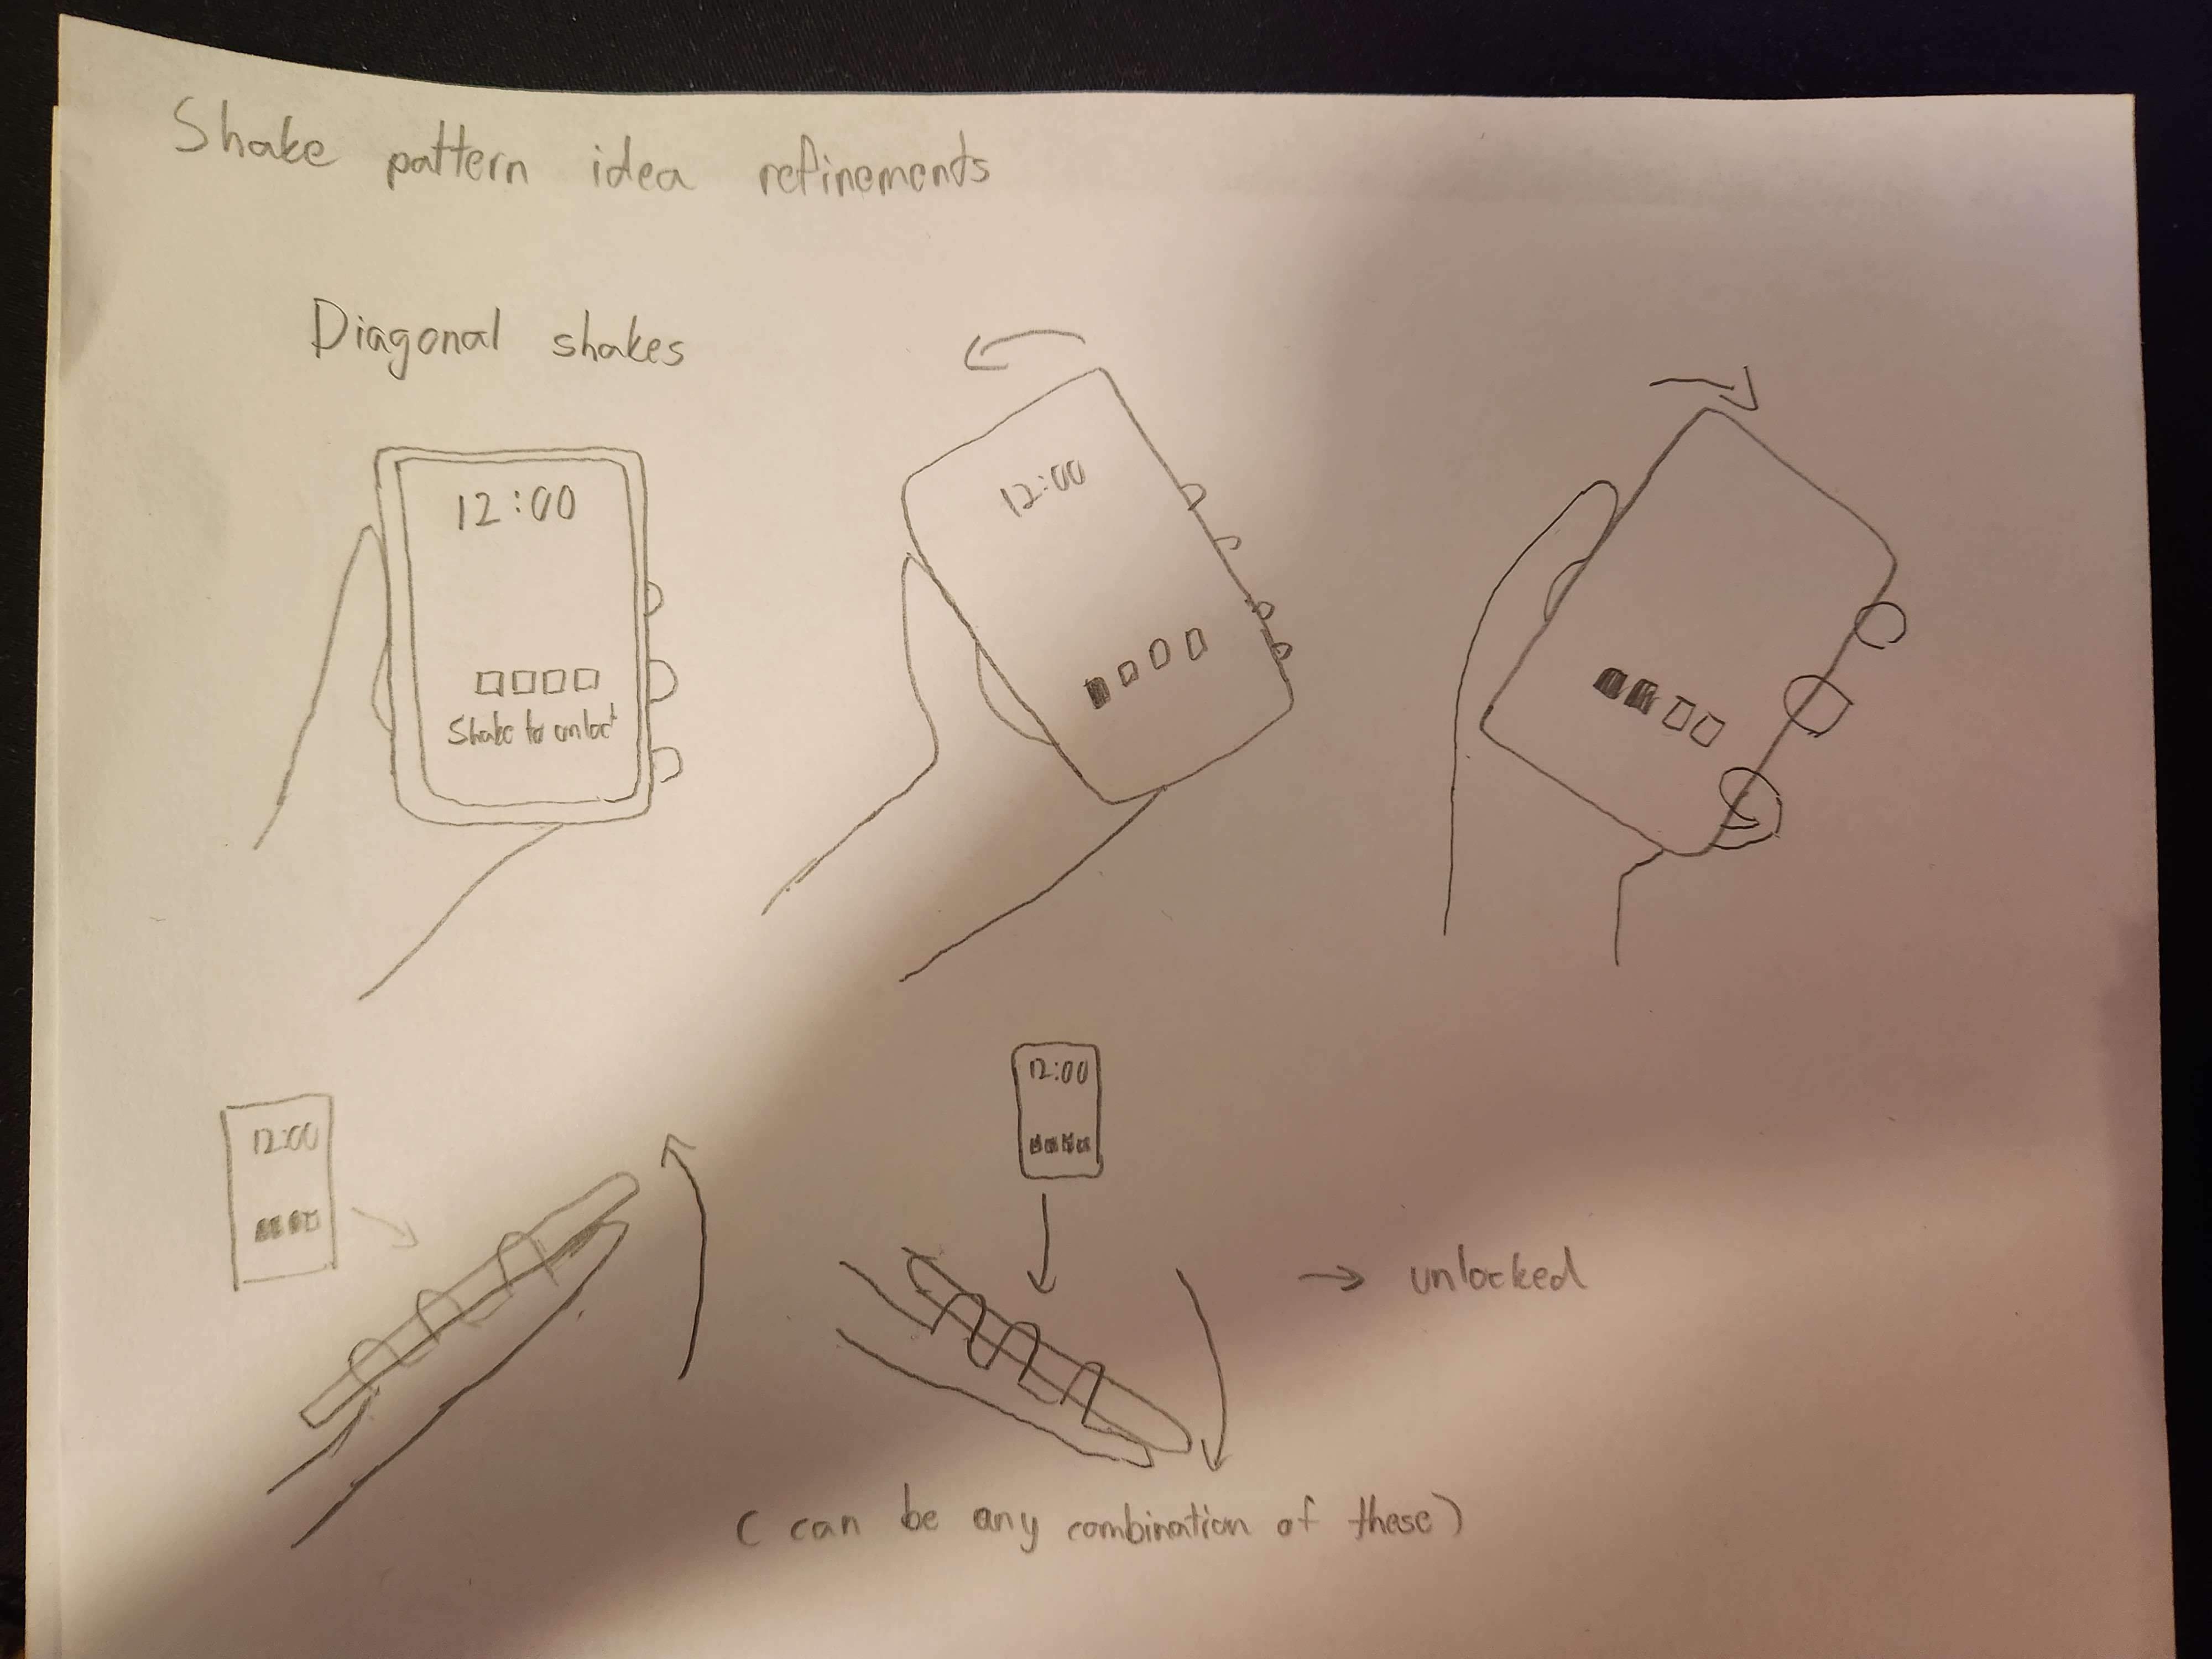 Shake pattern idea refinements
Diagonal shakes
12:00
Shake to unloct
12:00
12:00
12:00
→ unlocked
( can be any combination of these)